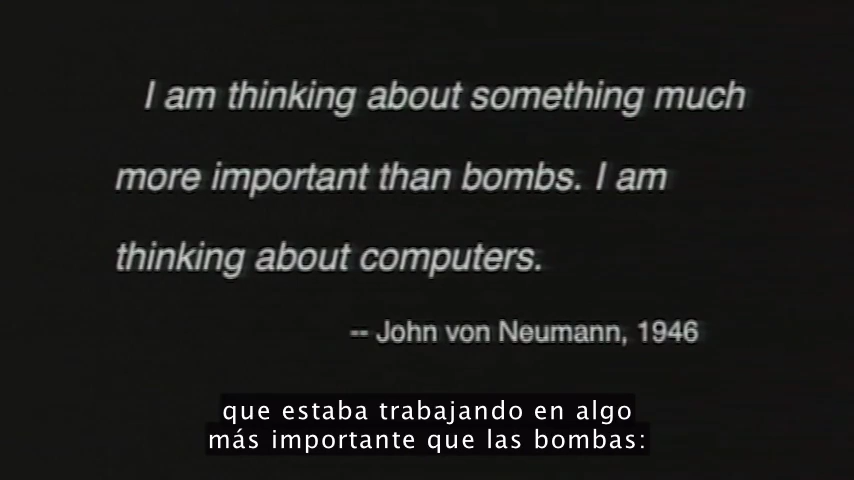 I am thinking about something much
more important than bombs. I am
thinking about computers.
-- John von Neumann, 1946
que estaba trabajando en algo
más importante que las bombas: